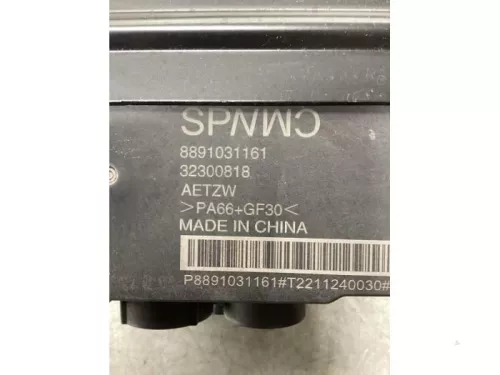 SPNMC
8891031161
32300818
AETZW
>PA66+GF30<
MADE IN CHINA
P8891031161#T2211240030#